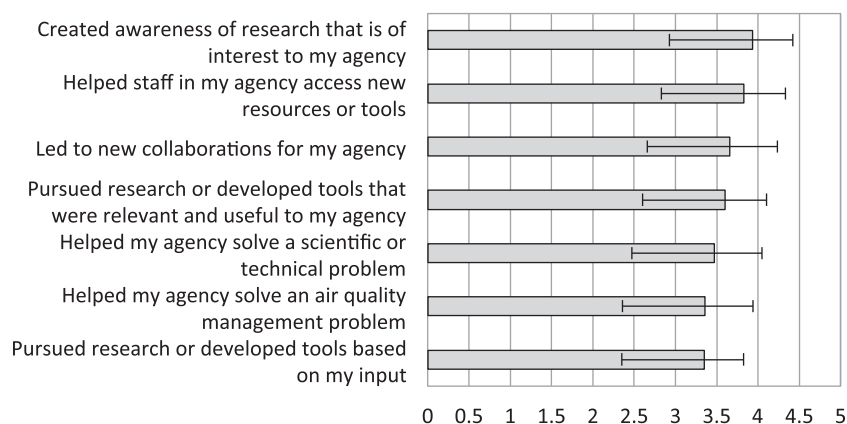 Created awareness of research that is of
interest to my agency
Helped staff in my agency access new
resources or tools
Led to new collaborations for my agency
Pursued research or developed tools that
were relevant and useful to my agency
Helped my agency solve a scientific or
technical problem
Helped my agency solve an air quality
management problem
Pursued research or developed tools based
on my input
0 0.5 1 1.5 2 2.5 3 3.5 4 4.5 5